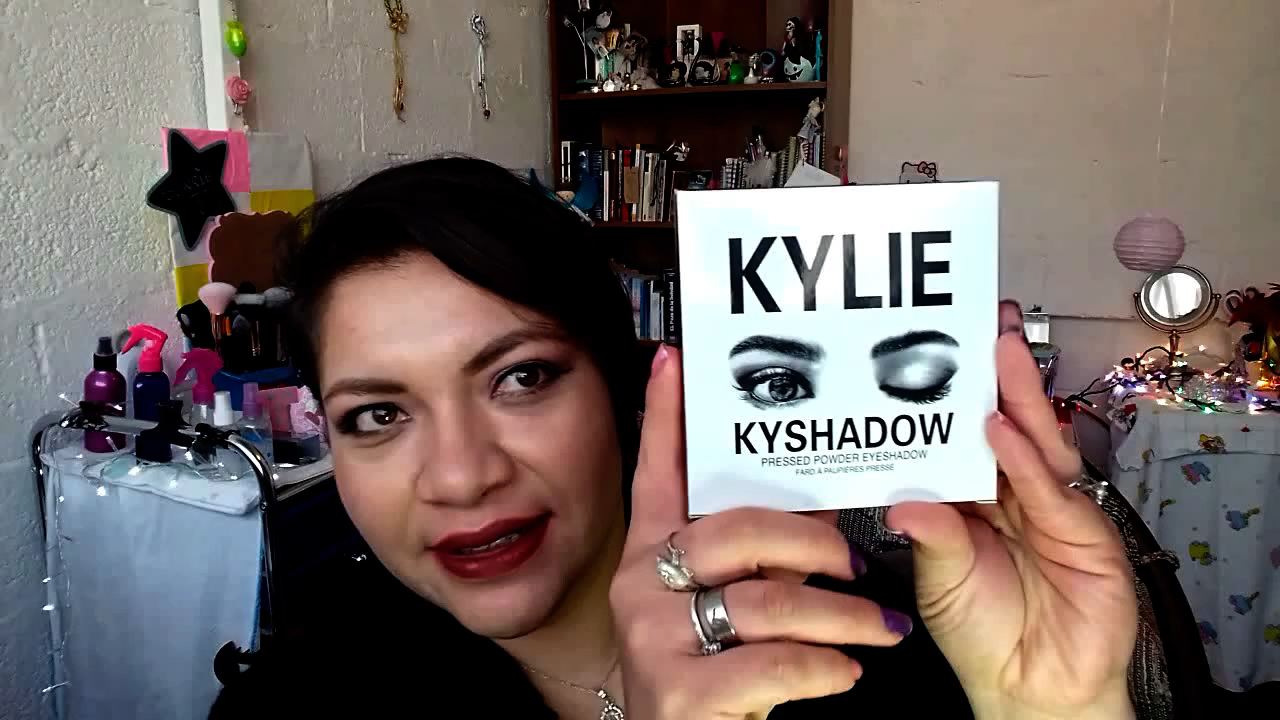 KYLIE
KYSHADOW
PRESSED POWDER EYESHADOW
FARD À PAUPIÈRES PRESSÉ